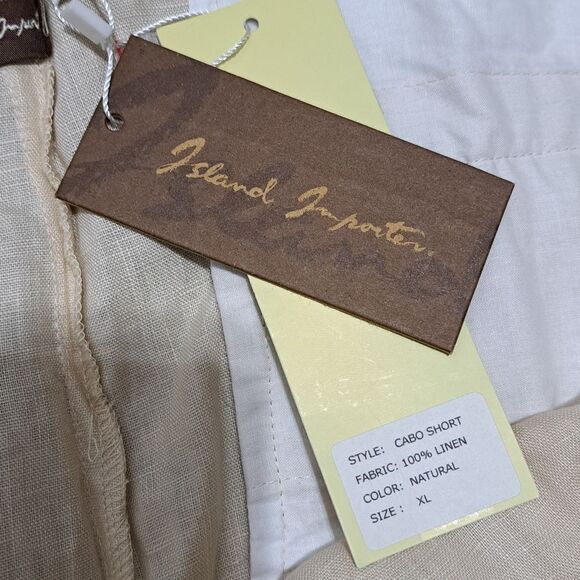 Island Importer.
STYLE: CABO SHORT
FABRIC: 100% LINEN
COLOR: NATURAL
SIZE : XL